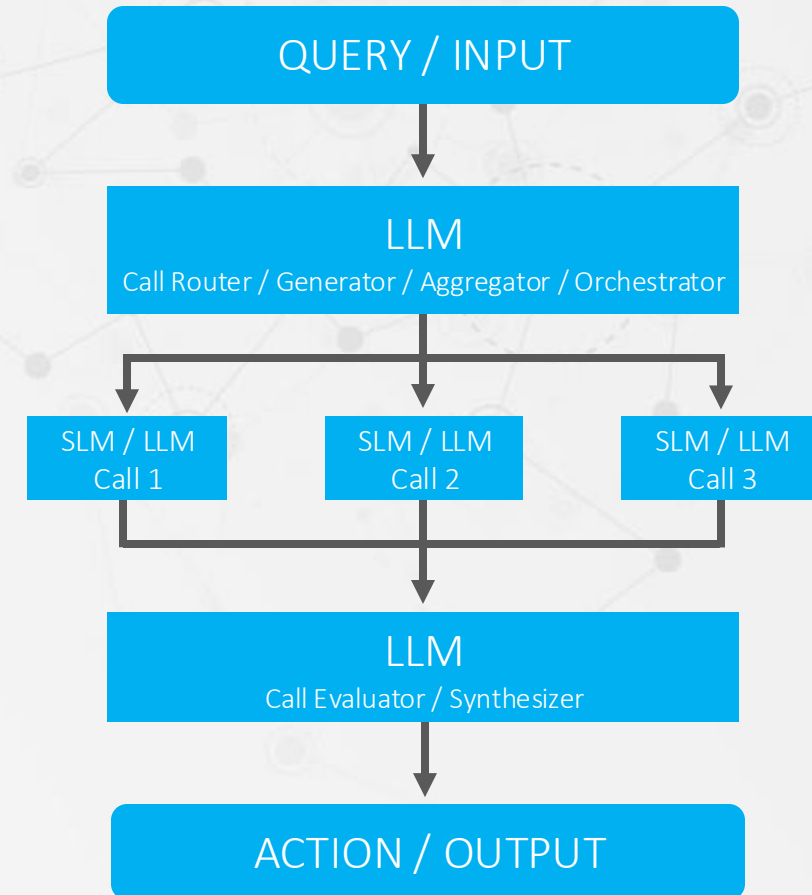 QUERY / INPUT
LLM
Call Router / Generator / Aggregator / Orchestrator
SLM / LLM
Call 1
SLM / LLM
Call 2
SLM / LLM
Call 3
LLM
Call Evaluator / Synthesizer
ACTION / OUTPUT